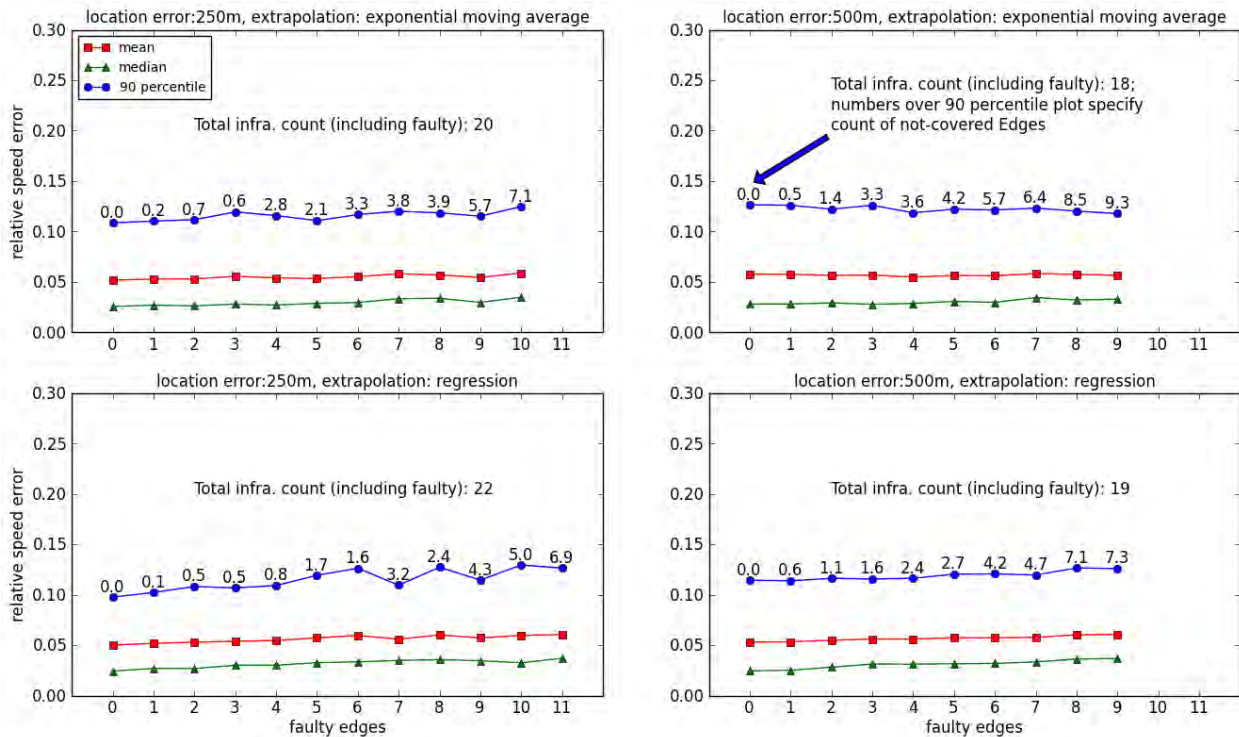 location error:250m, extrapolation: exponential moving average
0.30
0.25
0.20
0.15
0.10
0.05
0.00
relative speed error
mean
median
90 percentile
Total infra. count (including faulty): 20
0.0 0.2 0.7 0.6 2.8 2.1 3.3 3.8 3.9 5.7 7.1
0 1 2 3 4 5 6 7 8 9 10 11
location error:500m, extrapolation: exponential moving average
0.30
0.25
0.20
0.15
0.10
0.05
0.00
Total infra. count (including faulty): 18;
numbers over 90 percentile plot specify
count of not-covered Edges
0.0 0.5 1.4 3.3 3.6 4.2 5.7 6.4 8.5 9.3
0 1 2 3 4 5 6 7 8 9 10 11
location error:250m, extrapolation: regression
0.30
0.25
0.20
0.15
0.10
0.05
0.00
relative speed error
Total infra. count (including faulty): 22
0.0 0.1 0.5 0.5 0.8 1.7 1.6 3.2 2.4 4.3 5.0 6.9
0 1 2 3 4 5 6 7 8 9 10 11
faulty edges
location error:500m, extrapolation: regression
0.30
0.25
0.20
0.15
0.10
0.05
0.00
Total infra. count (including faulty): 19
0.0 0.6 1.1 1.6 2.4 2.7 4.2 4.7 7.1 7.3
0 1 2 3 4 5 6 7 8 9 10 11
faulty edges